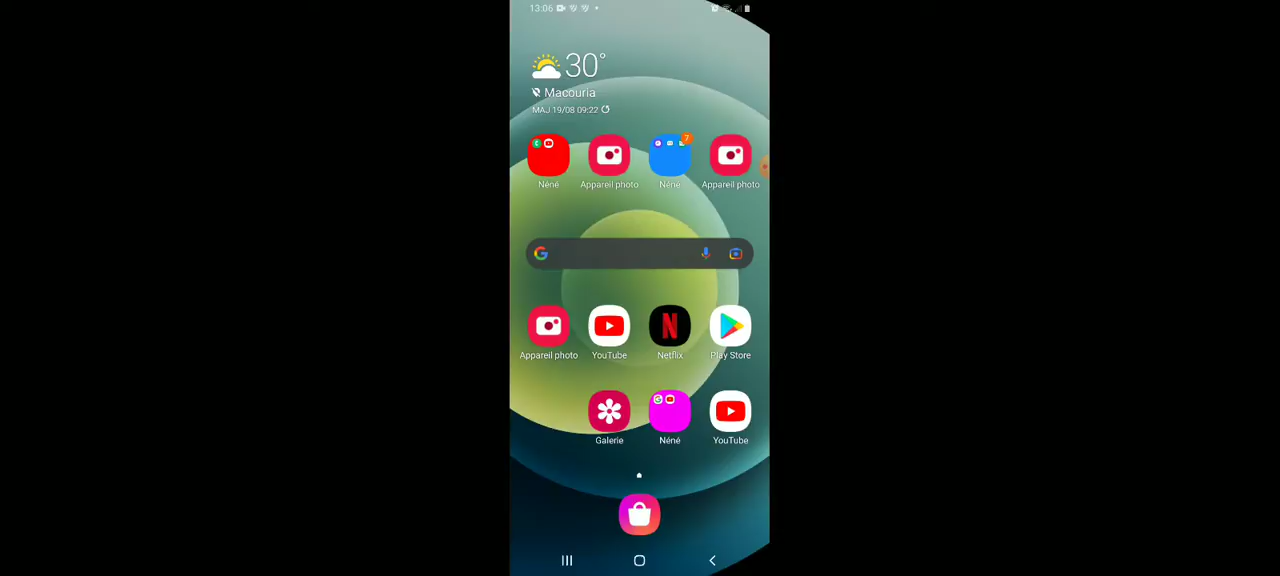 13:06
30°
Macouria
MAJ 19/08 09:22
7
Néné Appareil photo Néné Appareil photo
Appareil photo YouTube Netflix Play Store
Galerie Néné YouTube